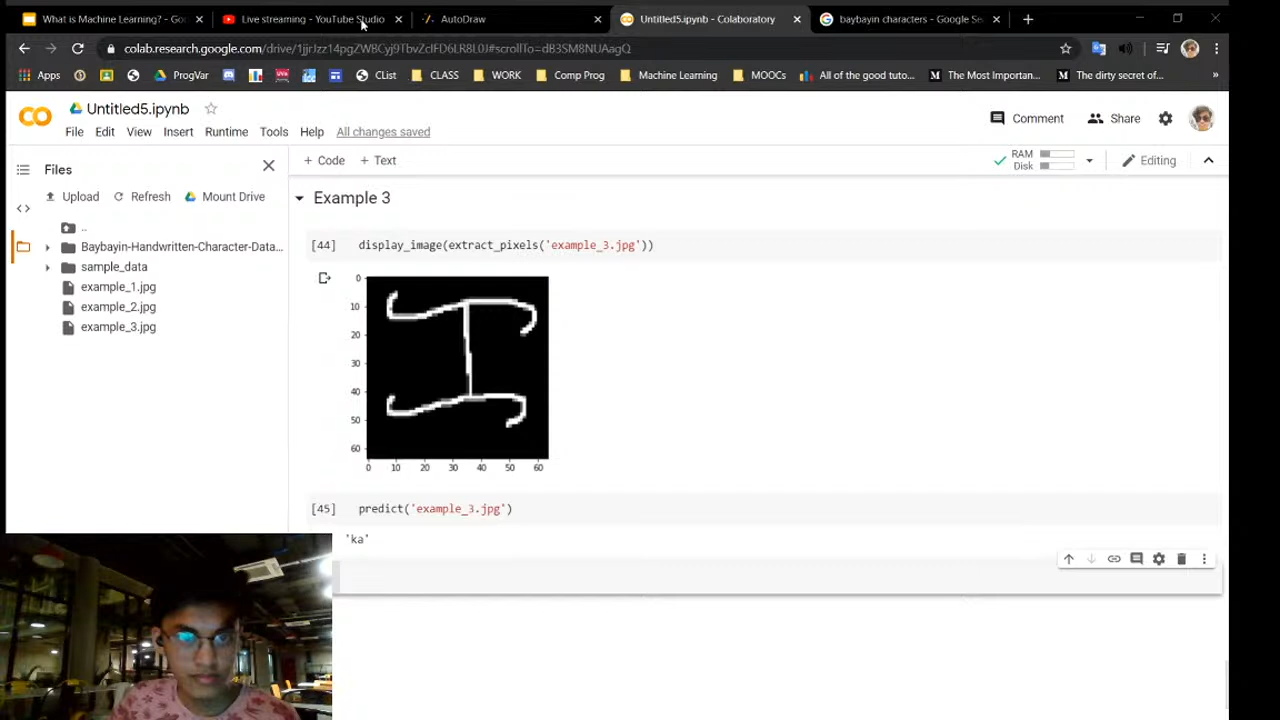 What is Machine Learning? - Goo
Live streaming - YouTube Studio
AutoDraw
Untitled5.ipynb - Colaboratory
baybayin characters - Google Se
colab.research.google.com
Apps
ProgVar
CList
CLASS
WORK
Comp Prog
Machine Learning
MOOCs
All of the good tuto...
The Most Importan...
The dirty secret of...
»
CO
Untitled5.ipynb
Comment
Share
File Edit View Insert Runtime Tools Help All changes saved
Files
+ Code + Text
RAM
Disk
Editing
Upload Refresh Mount Drive
..
Baybayin-Handwritten-Character-Data...
sample_data
example_1.jpg
example_2.jpg
example_3.jpg
Example 3
[44] display_image(extract_pixels('example_3.jpg'))
0
10
20
30
40
50
60
0 10 20 30 40 50 60
[45] predict('example_3.jpg')
'ka'